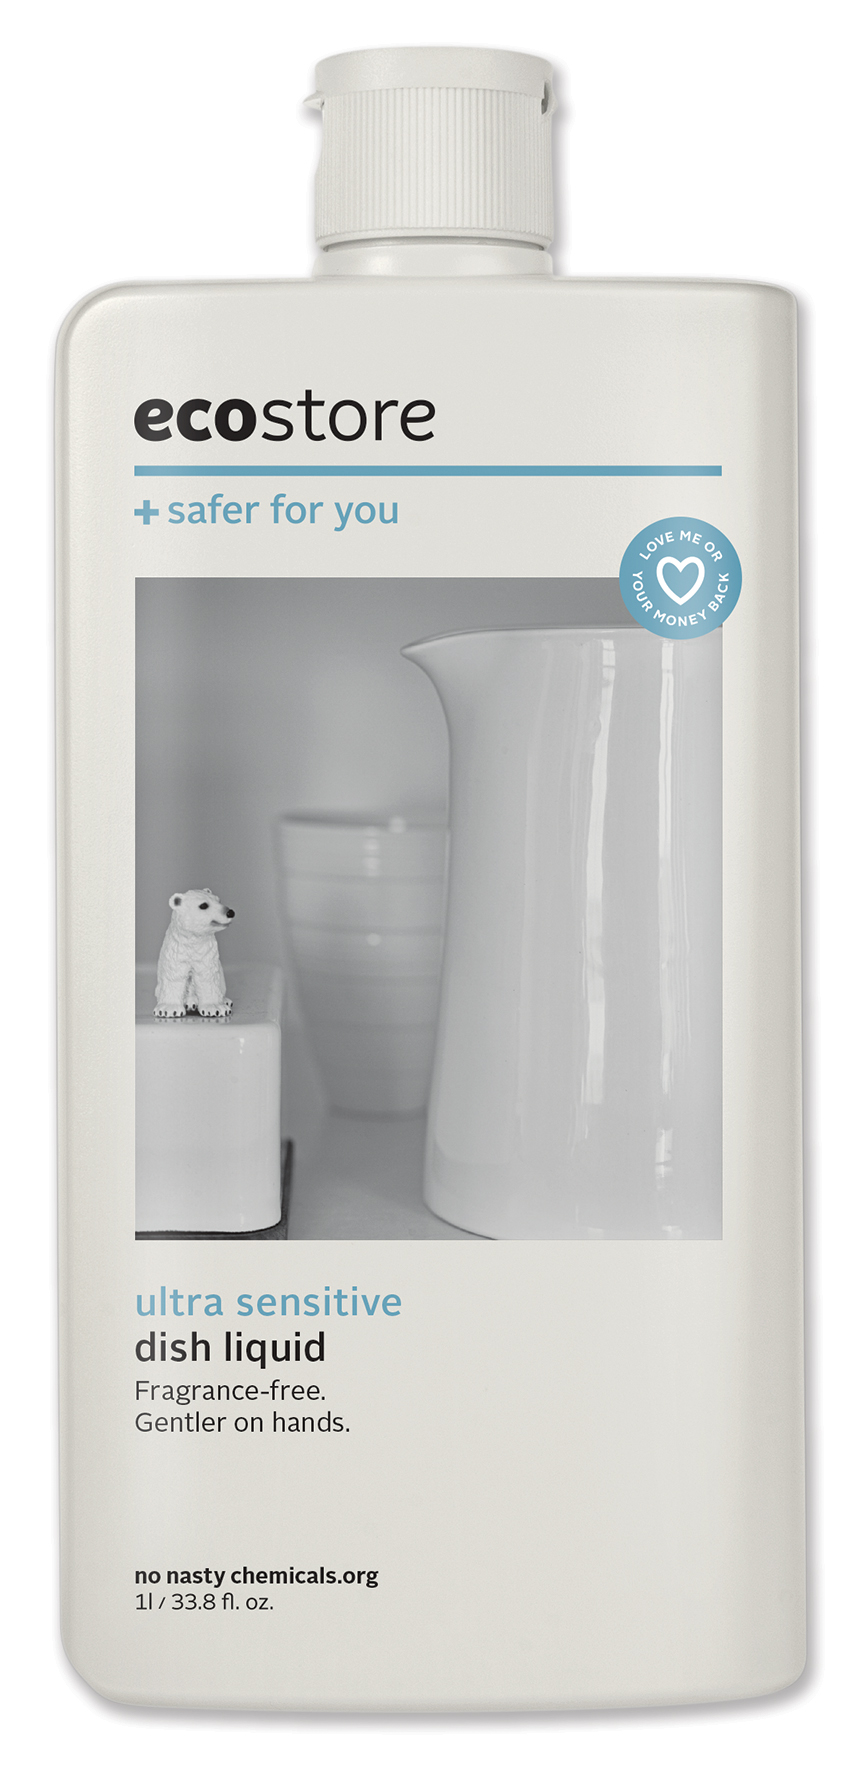 ecostore
+ safer for you
LOVE ME OR
YOUR MONEY BACK
ultra sensitive
dish liquid
Fragrance-free.
Gentler on hands.
no nasty chemicals.org
1l / 33.8 fl. oz.